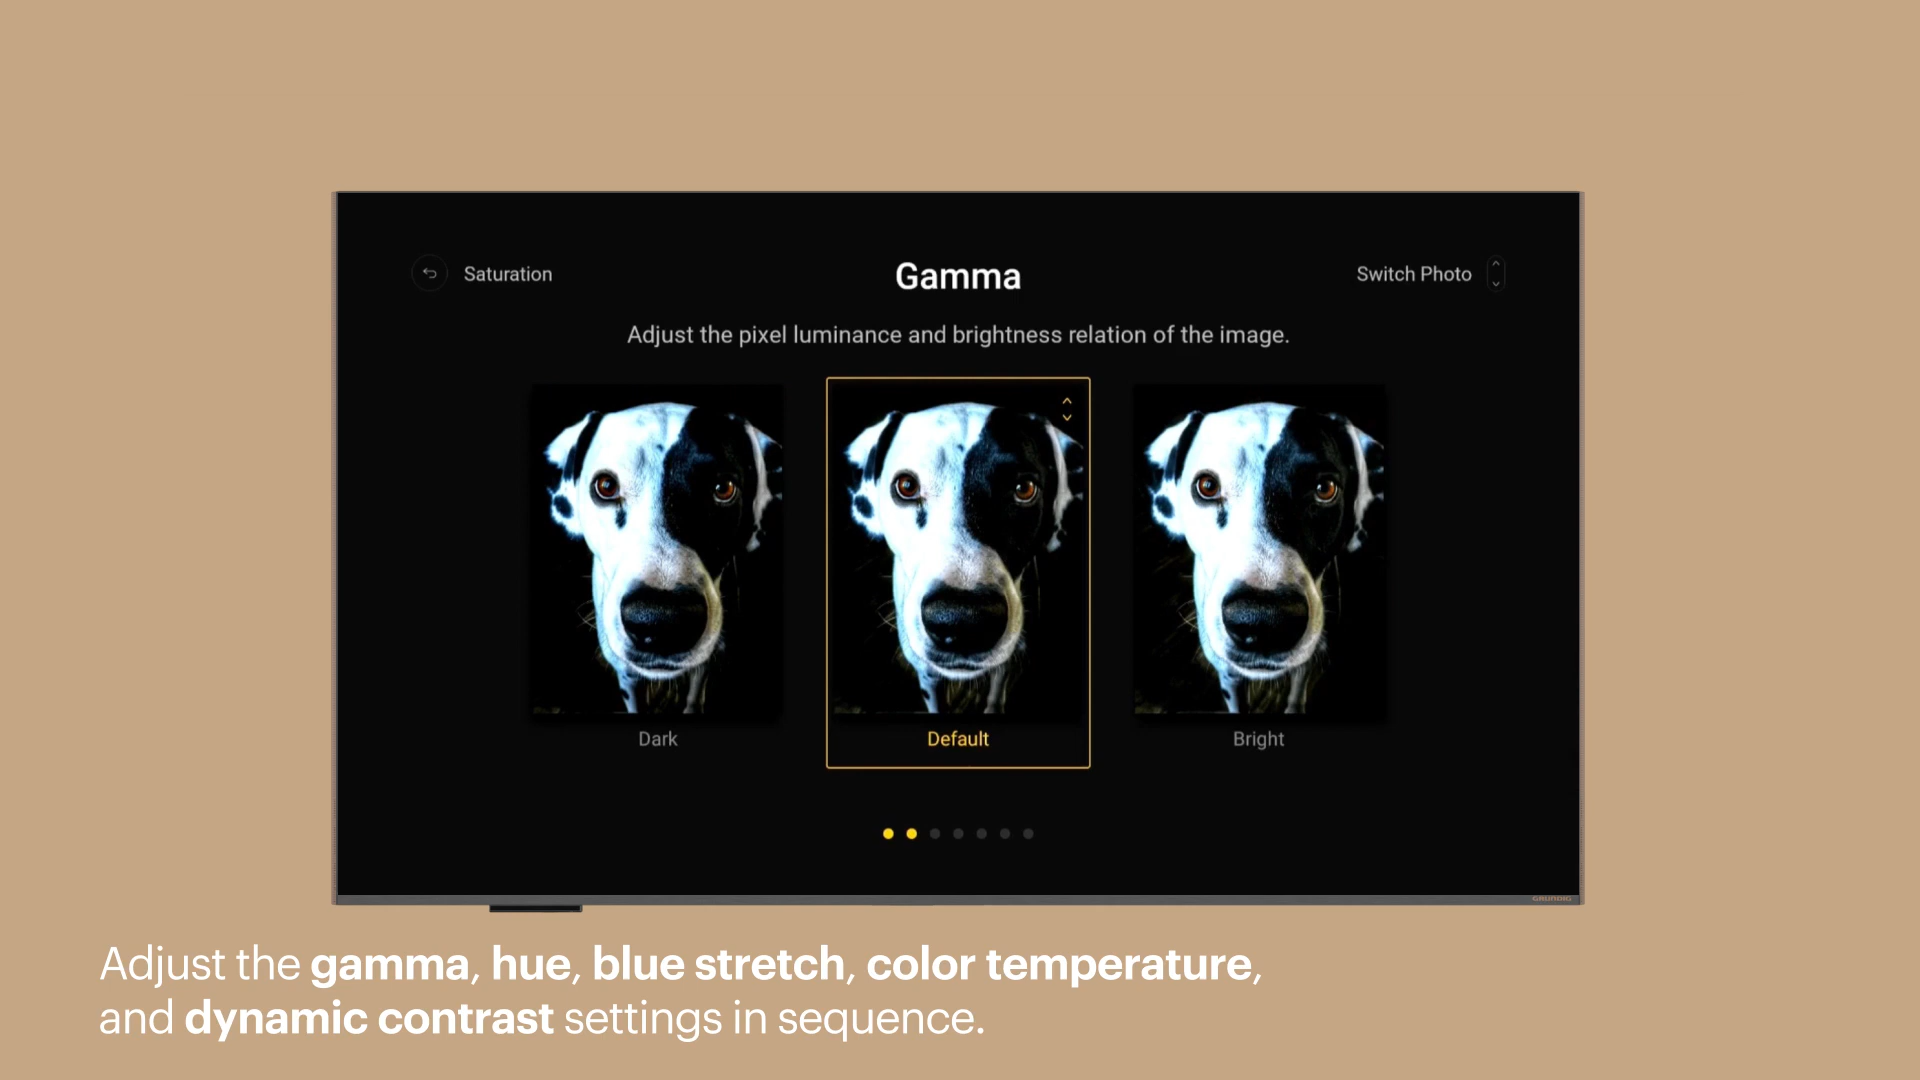 Saturation
Gamma
Switch Photo
Adjust the pixel luminance and brightness relation of the image.
Dark
Default
Bright
GRUNDIG
Adjust the gamma, hue, blue stretch, color temperature,
and dynamic contrast settings in sequence.